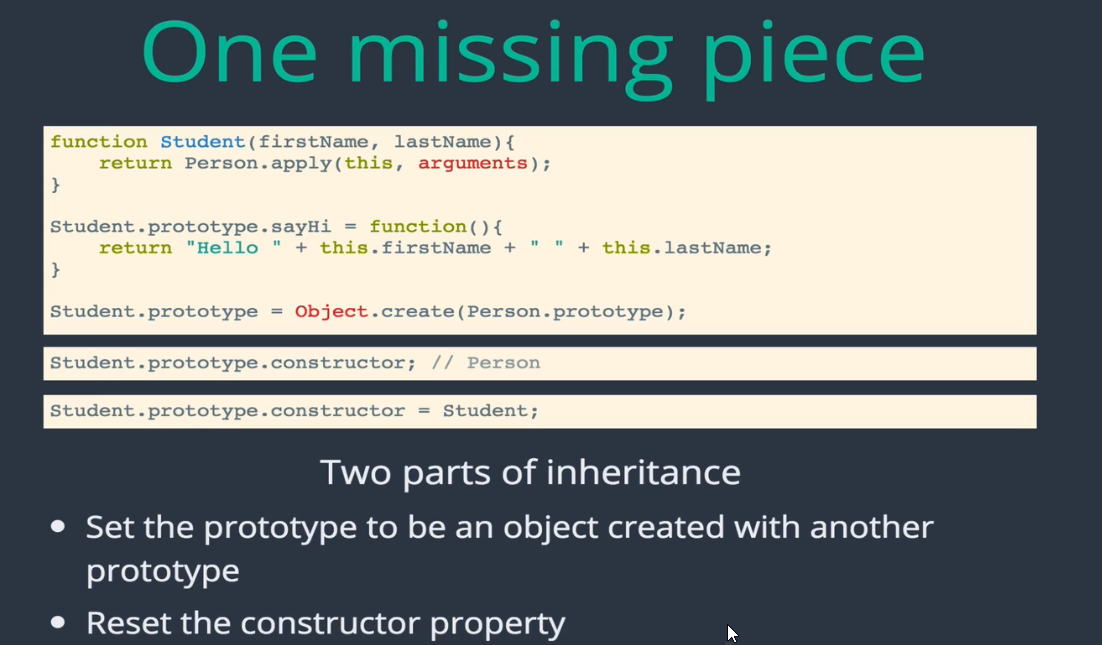 One missing piece
function Student(firstName, lastName){
    return Person.apply(this, arguments);
}
Student.prototype.sayHi = function(){
    return "Hello " + this.firstName + " " + this.lastName;
}
Student.prototype = Object.create(Person.prototype);
Student.prototype.constructor; // Person
Student.prototype.constructor = Student;
Two parts of inheritance
• Set the prototype to be an object created with another
prototype
• Reset the constructor property